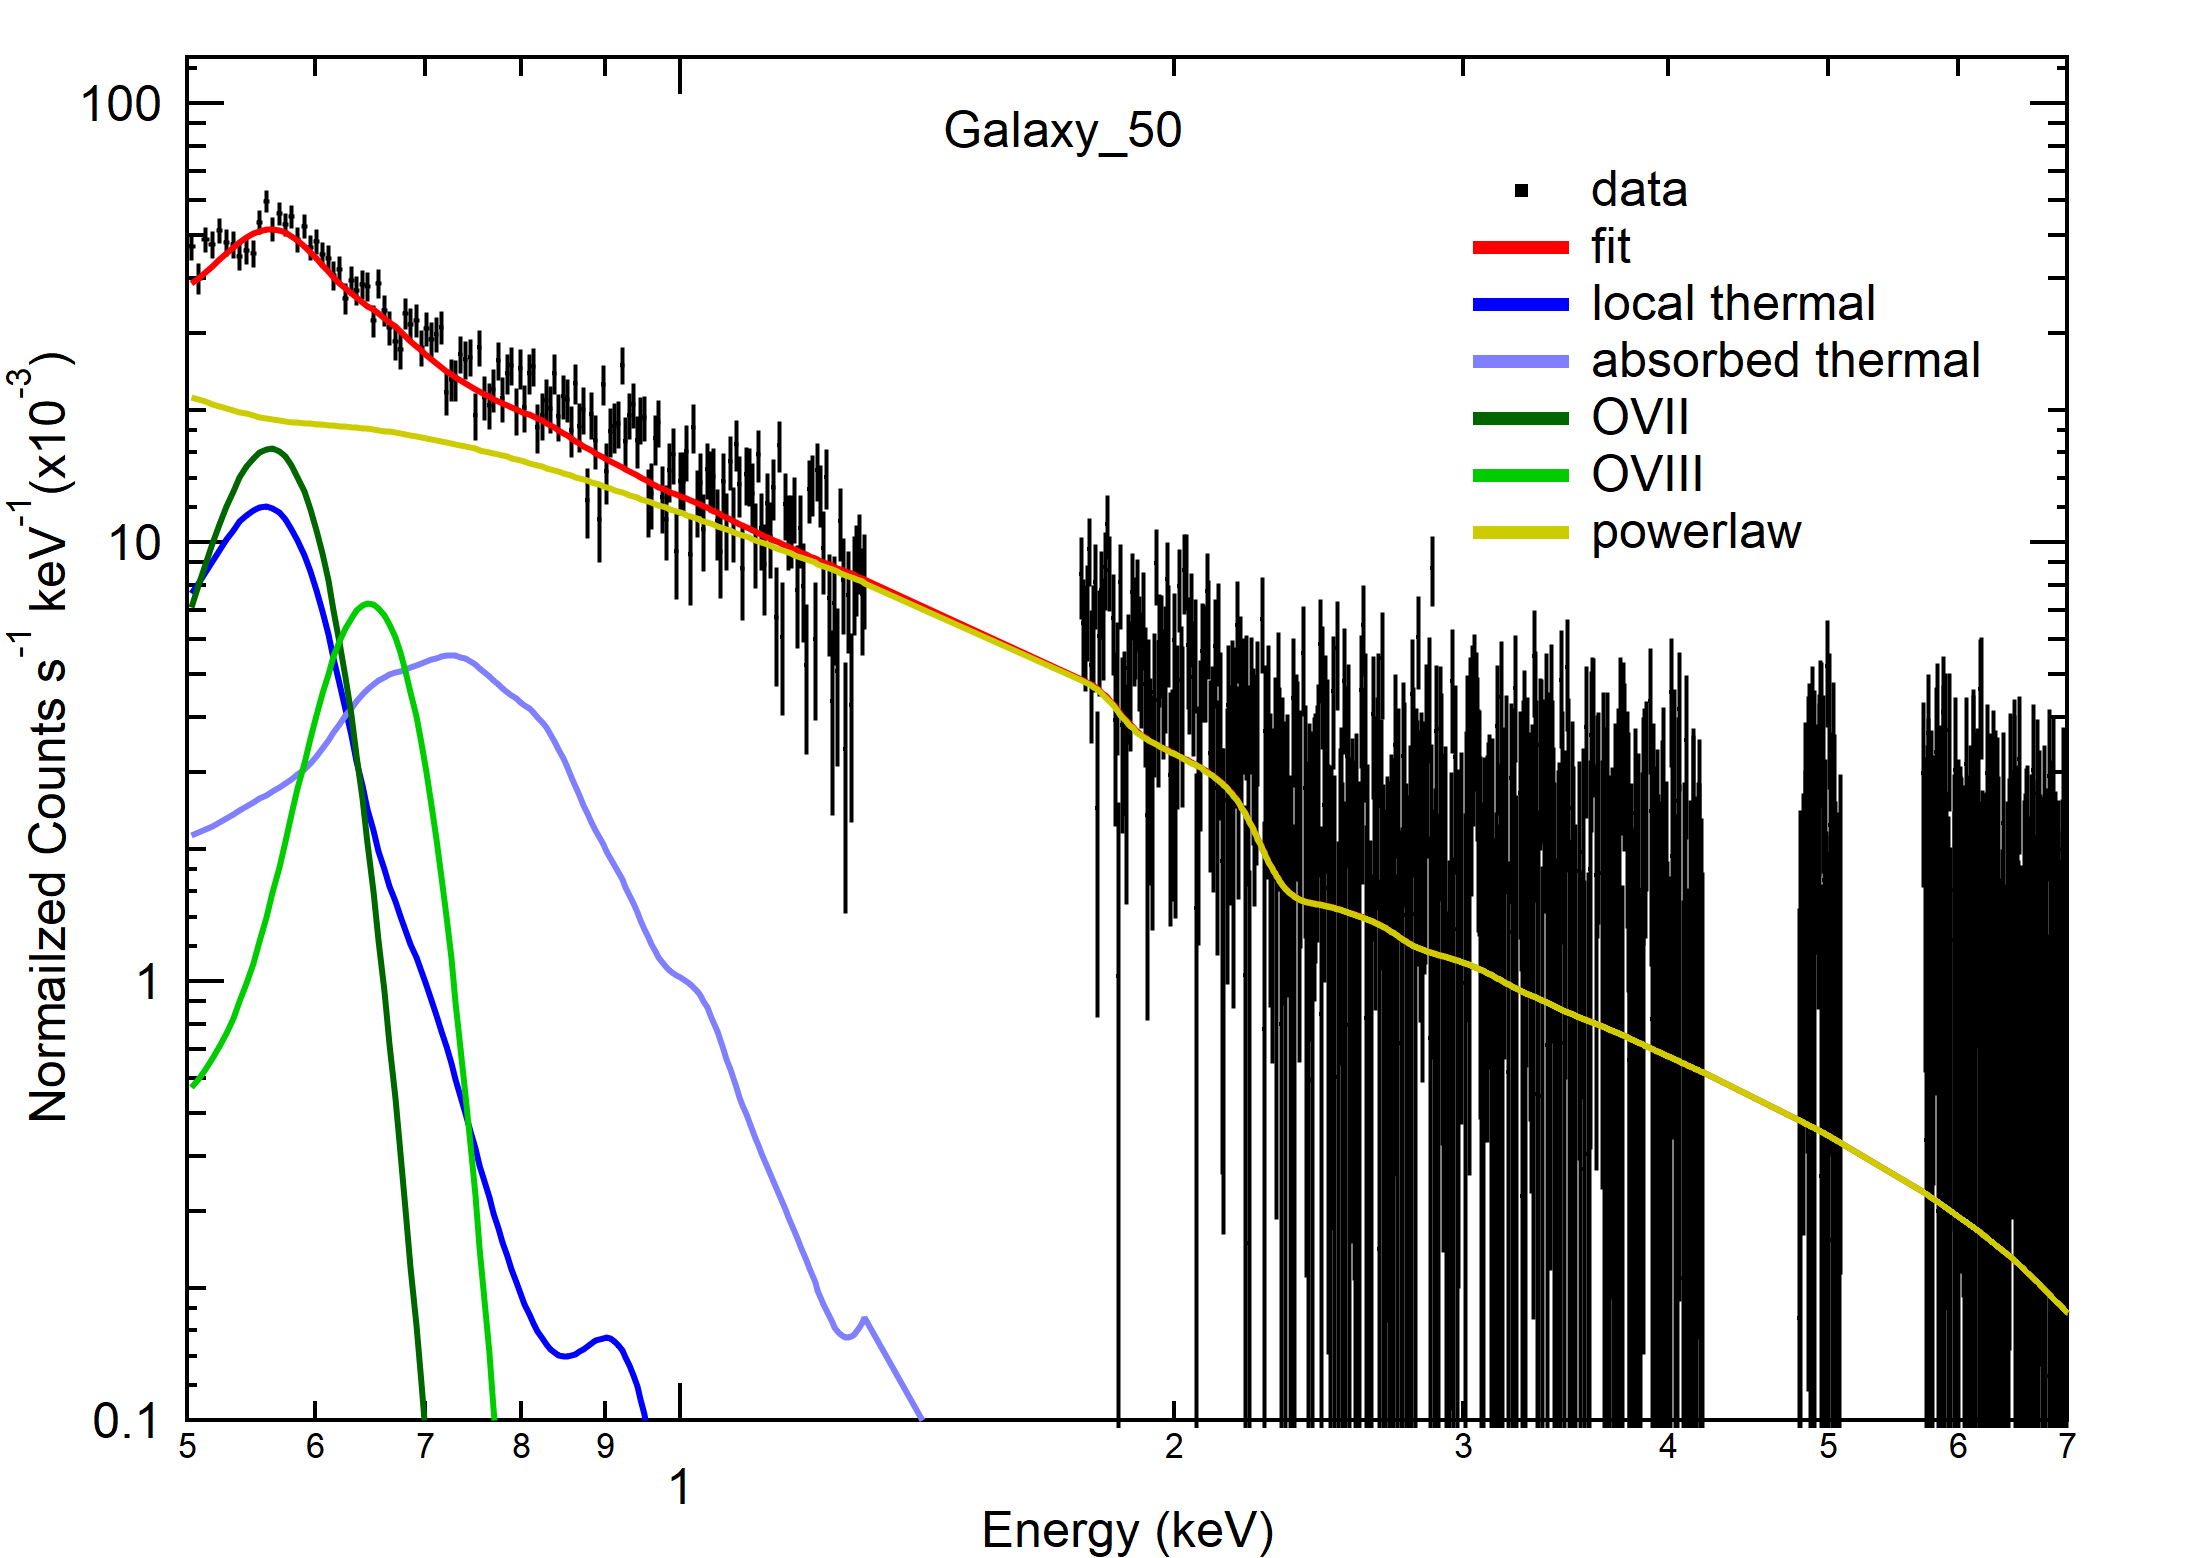 Galaxy_50
data
fit
local thermal
absorbed thermal
OVII
OVIII
powerlaw
100
10
1
0.1
Normailzed Counts s⁻¹ keV⁻¹ (x10⁻³)
5 6 7 8 9 2 3 4 5 6 7
1
Energy (keV)